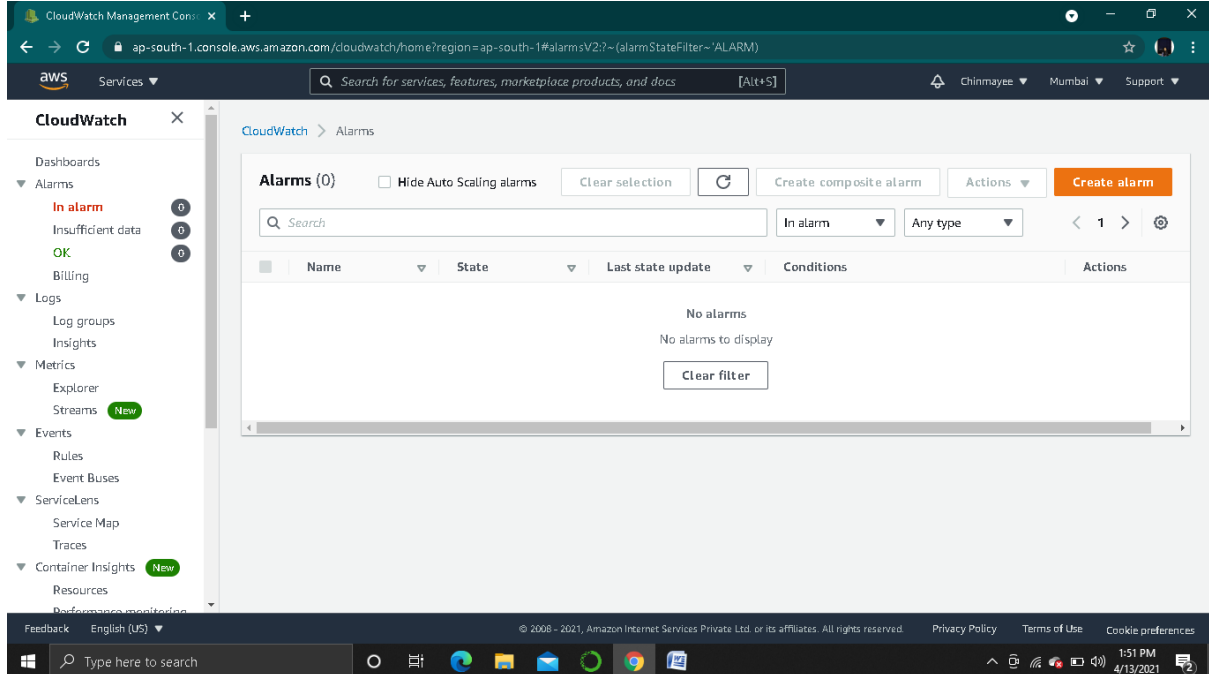 CloudWatch Management Conso
ap-south-1.console.aws.amazon.com/cloudwatch/home?region=ap-south-1#alarmsV2:?~(alarmStateFilter~'ALARM)
aws Services Search for services, features, marketplace products, and docs [Alt+S] Chinmayee Mumbai Support
CloudWatch
Dashboards
Alarms
In alarm 0
Insufficient data 0
OK 0
Billing
Logs
Log groups
Insights
Metrics
Explorer
Streams New
Events
Rules
Event Buses
ServiceLens
Service Map
Traces
Container Insights New
Resources
Performance monitoring
CloudWatch > Alarms
Alarms (0) Hide Auto Scaling alarms Clear selection Create composite alarm Actions Create alarm
Search In alarm Any type < 1 >
Name State Last state update Conditions Actions
No alarms
No alarms to display
Clear filter
Feedback English (US) © 2008 - 2021, Amazon Internet Services Private Ltd. or its affiliates. All rights reserved. Privacy Policy Terms of Use Cookie preferences
Type here to search 1:51 PM
4/13/2021 2